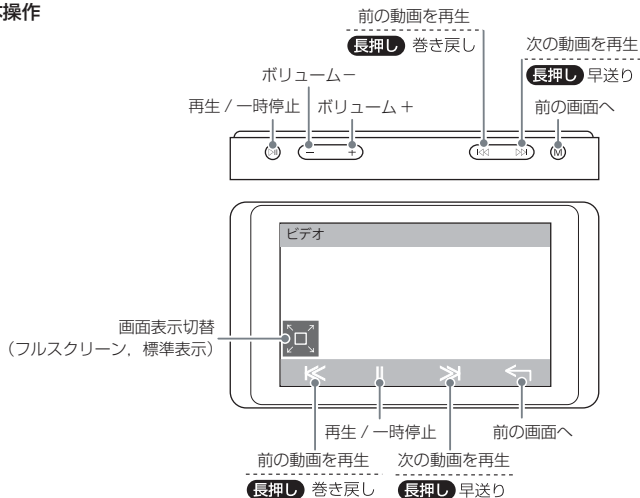 本操作
前の動画を再生
長押し 巻き戻し
次の動画を再生
長押し 早送り
ボリューム−
再生 / 一時停止
ボリューム +
前の画面へ
− +
M
ビデオ
画面表示切替
（フルスクリーン，標準表示）
再生 / 一時停止
前の画面へ
前の動画を再生
長押し 巻き戻し
次の動画を再生
長押し 早送り